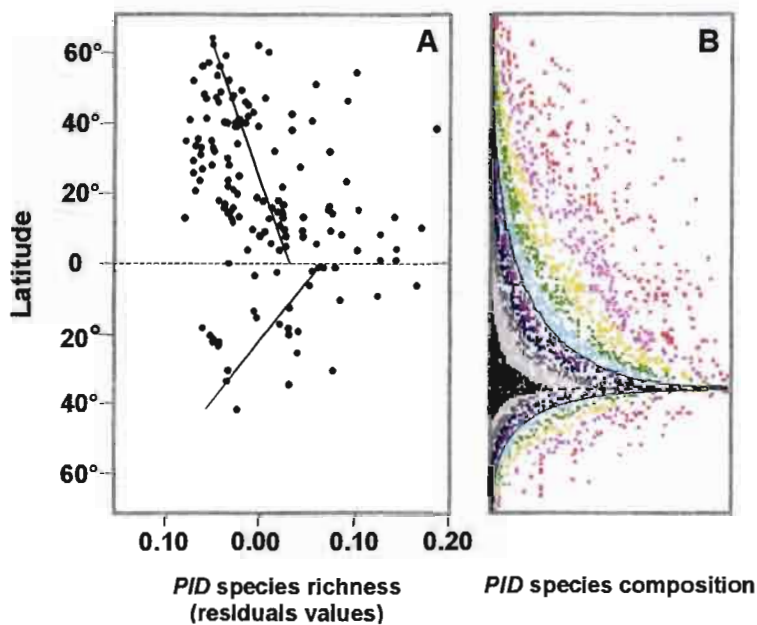 A
B
60°
40°
20°
0
20°
40°
60°
Latitude
0.10
0.00
0.10
0.20
PID species richness
(residuals values)
PID species composition